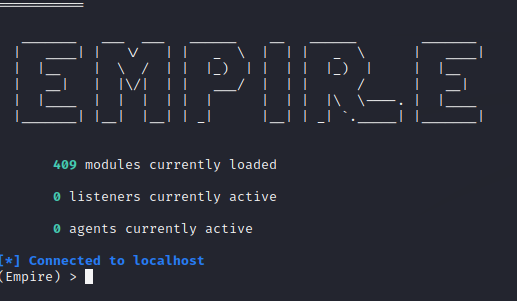 EMPIRE
409 modules currently loaded
0 listeners currently active
0 agents currently active
[*] Connected to localhost
(Empire) >